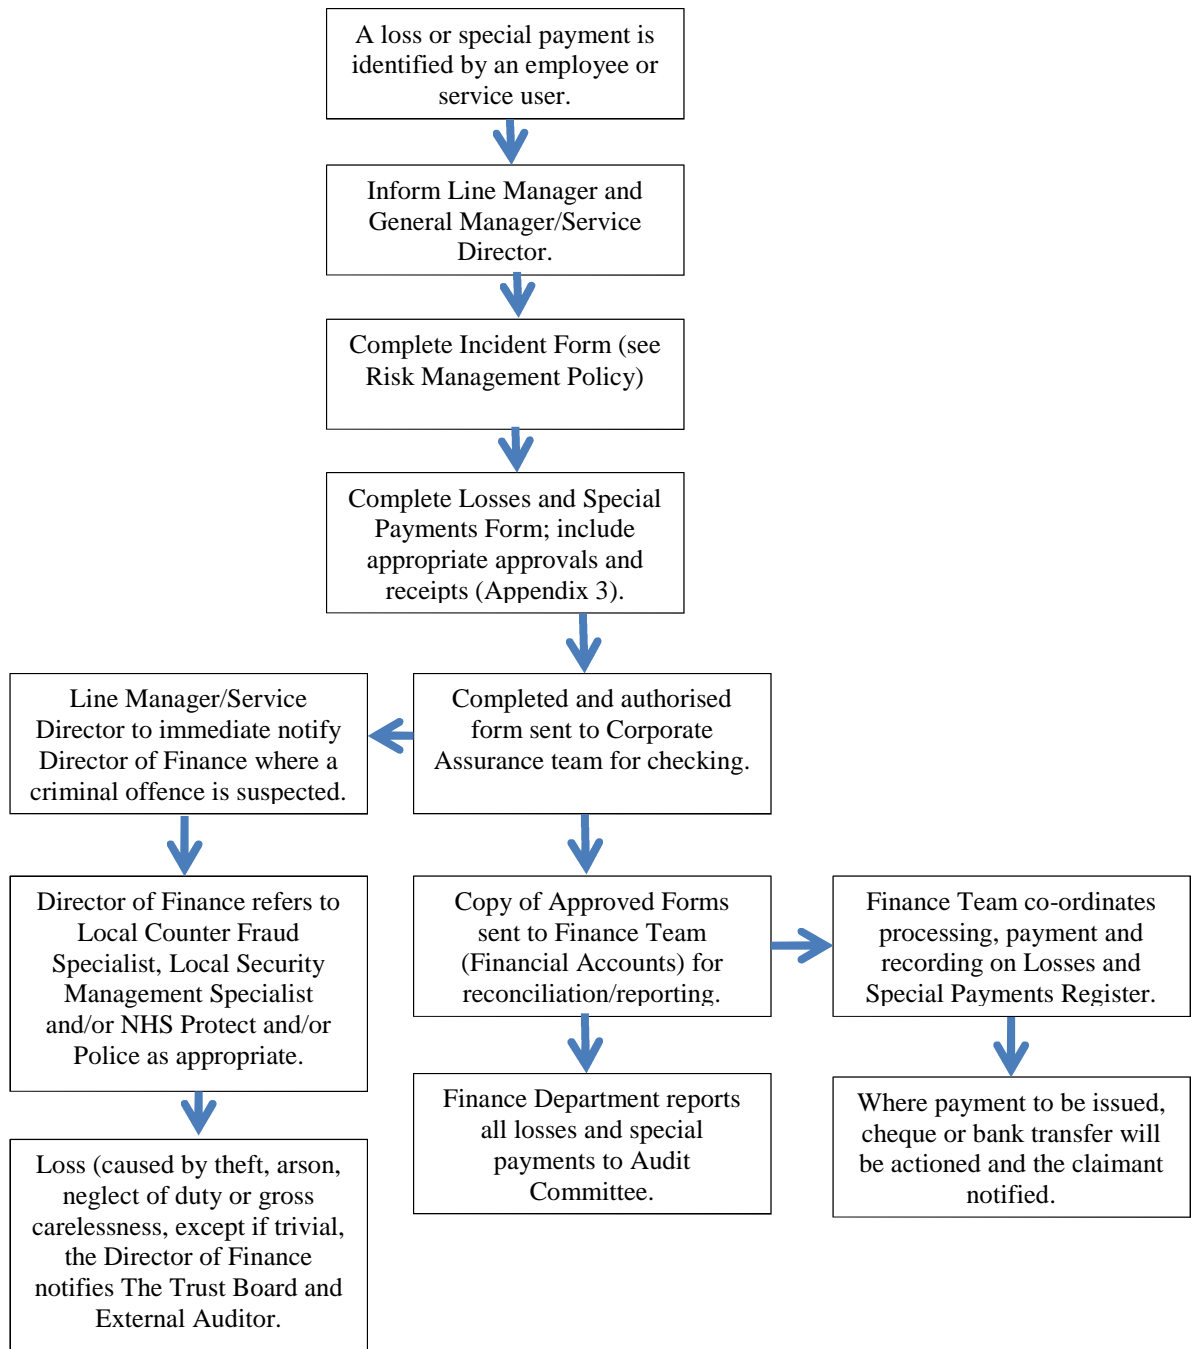 A loss or special payment is
identified by an employee or
service user.
Inform Line Manager and
General Manager/Service
Director.
Complete Incident Form (see
Risk Management Policy)
Complete Losses and Special
Payments Form; include
appropriate approvals and
receipts (Appendix 3).
Line Manager/Service
Director to immediate notify
Director of Finance where a
criminal offence is suspected.
Completed and authorised
form sent to Corporate
Assurance team for checking.
Director of Finance refers to
Local Counter Fraud
Specialist, Local Security
Management Specialist
and/or NHS Protect and/or
Police as appropriate.
Copy of Approved Forms
sent to Finance Team
(Financial Accounts) for
reconciliation/reporting.
Finance Team co-ordinates
processing, payment and
recording on Losses and
Special Payments Register.
Loss (caused by theft, arson,
neglect of duty or gross
carelessness, except if trivial,
the Director of Finance
notifies The Trust Board and
External Auditor.
Finance Department reports
all losses and special
payments to Audit
Committee.
Where payment to be issued,
cheque or bank transfer will
be actioned and the claimant
notified.